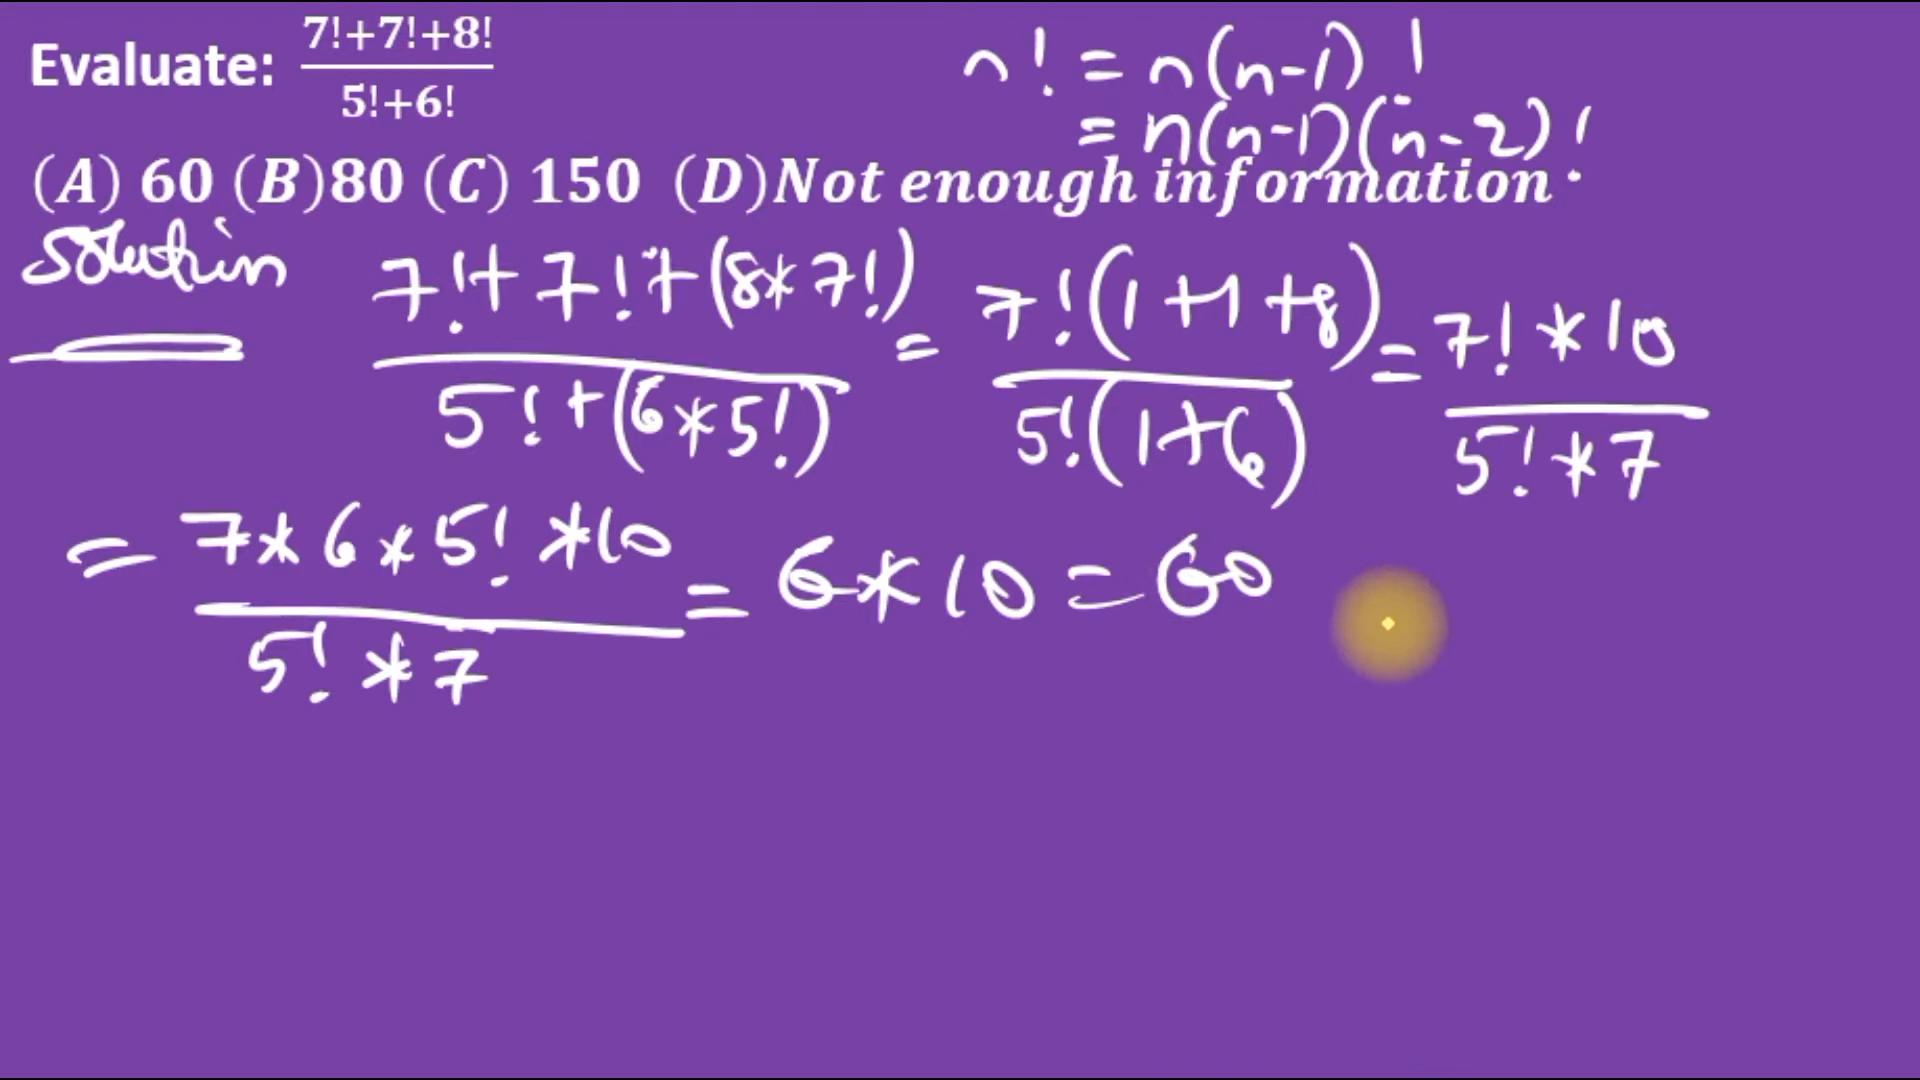 Evaluate: 7!+7!+8! / 5!+6!
n! = n(n-1)!
= n(n-1)(n-2)!
(A) 60 (B)80 (C) 150 (D)Not enough information
Solution
7!+7!+(8*7!) / 5!+(6*5!) = 7!(1+1+8) / 5!(1+6) = 7!*10 / 5!*7
= 7*6*5!*10 / 5!*7 = 6*10 = 60